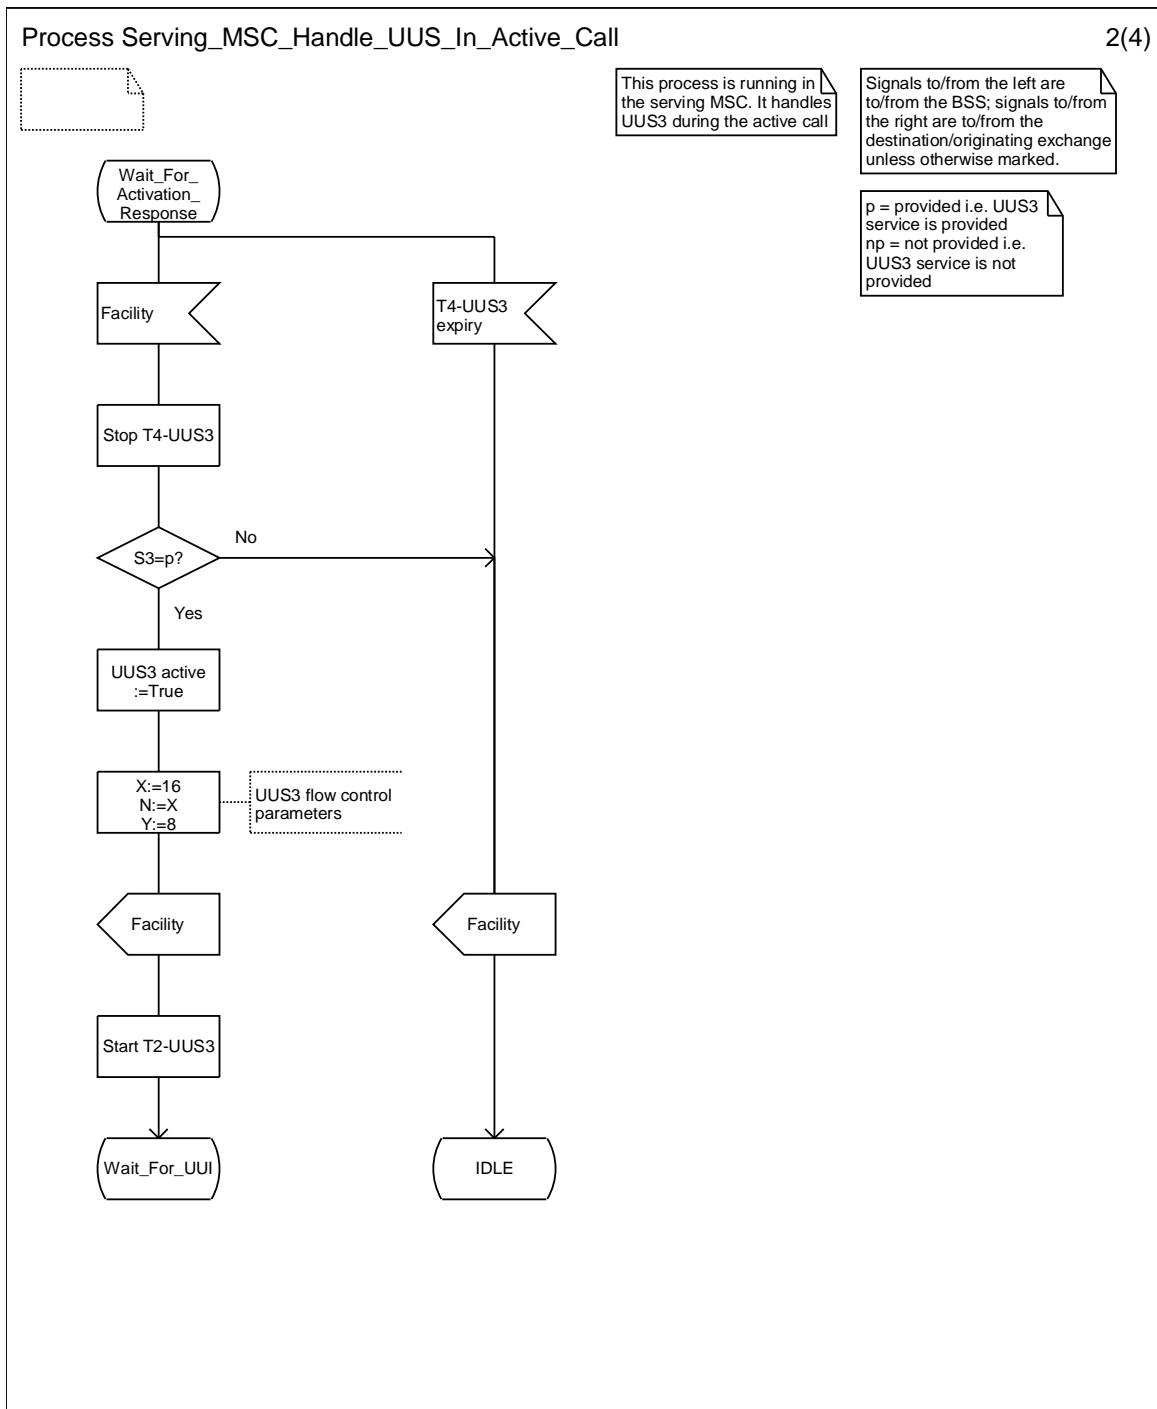 Process Serving_MSC_Handle_UUS_In_Active_Call
2(4)
This process is running in
the serving MSC. It handles
UUS3 during the active call
Signals to/from the left are
to/from the BSS; signals to/from
the right are to/from the
destination/originating exchange
unless otherwise marked.
p = provided i.e. UUS3
service is provided
np = not provided i.e.
UUS3 service is not
provided
Wait_For_
Activation_
Response
Facility
T4-UUS3
expiry
Stop T4-UUS3
S3=p?
No
Yes
UUS3 active
:=True
X:=16
N:=X
Y:=8
UUS3 flow control
parameters
Facility
Facility
Start T2-UUS3
Wait_For_UUI
IDLE